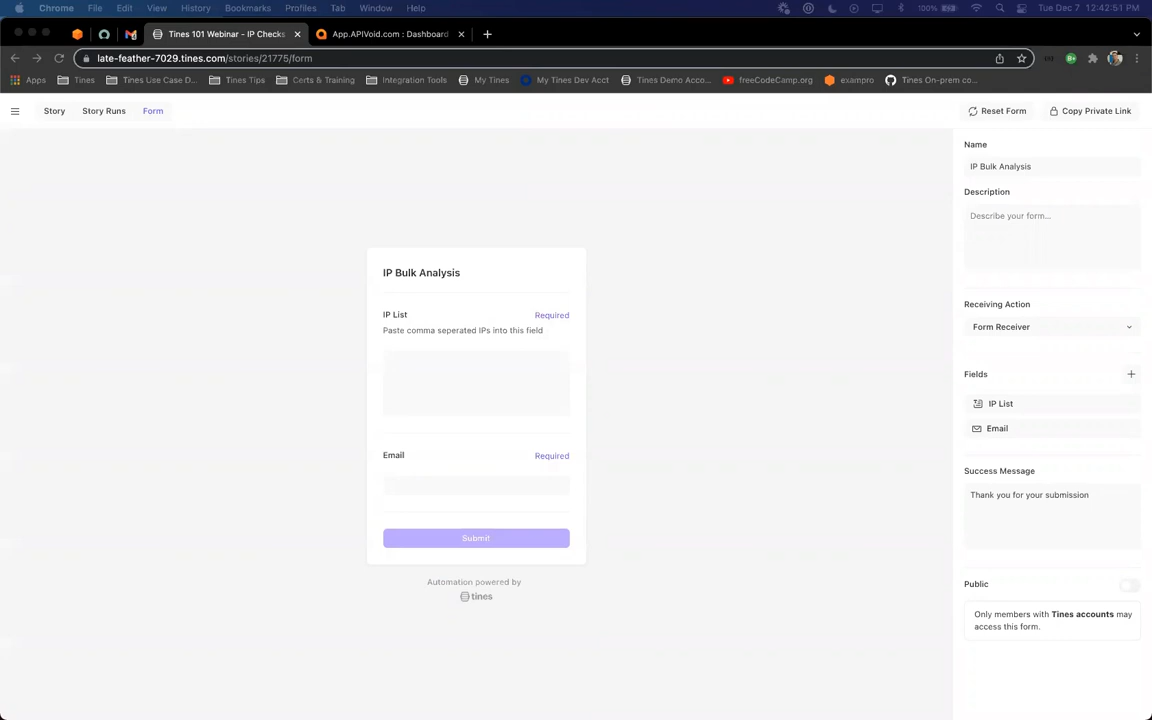 Chrome File Edit View History Bookmarks Profiles Tab Window Help 100% Tue Dec 7 12:42:51 PM
Tines 101 Webinar - IP Checks App.APIVoid.com : Dashboard
late-feather-7029.tines.com/stories/21775/form
Apps Tines Tines Use Case D... Tines Tips Certs & Training Integration Tools My Tines My Tines Dev Acct Tines Demo Acco... freeCodeCamp.org exampro Tines On-prem co...
Story Story Runs Form Reset Form Copy Private Link
Name
IP Bulk Analysis
Description
Describe your form...
Receiving Action
Form Receiver
Fields
IP List
Email
Success Message
Thank you for your submission
Public
Only members with Tines accounts may
access this form.
IP Bulk Analysis
IP List Required
Paste comma seperated IPs into this field
Email Required
Submit
Automation powered by
tines